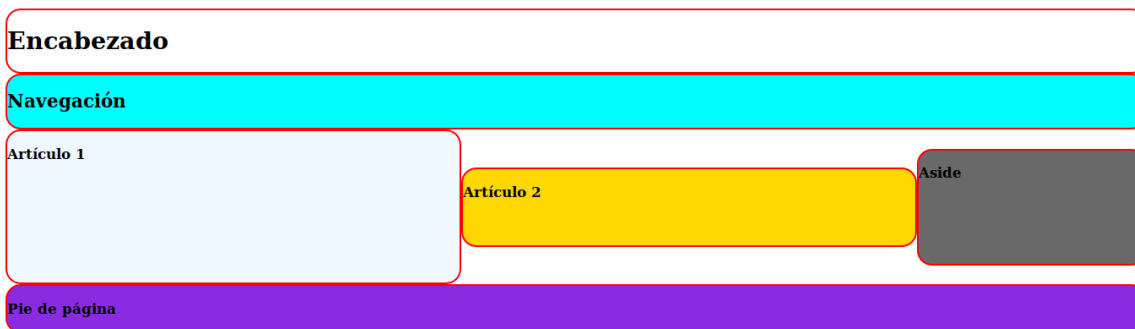 Encabezado
Navegación
Artículo 1
Artículo 2
Aside
Pie de página